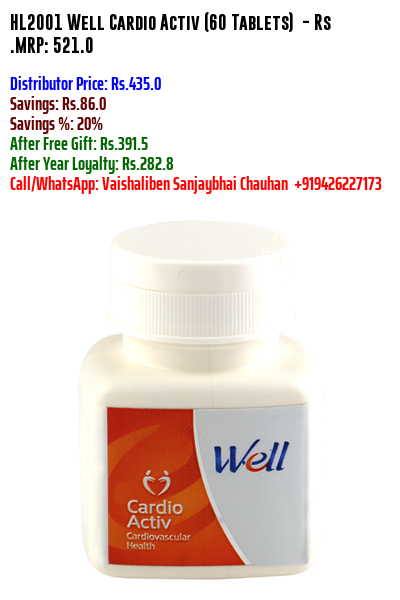 HL2001 Well Cardio Activ (60 Tablets) - Rs
.MRP: 521.0
Distributor Price: Rs.435.0
Savings: Rs.86.0
Savings %: 20%
After Free Gift: Rs.391.5
After Year Loyalty: Rs.282.8
Call/WhatsApp: Vaishaliben Sanjaybhai Chauhan +919426227173
Well
Cardio
Activ
Cardiovascular
Health